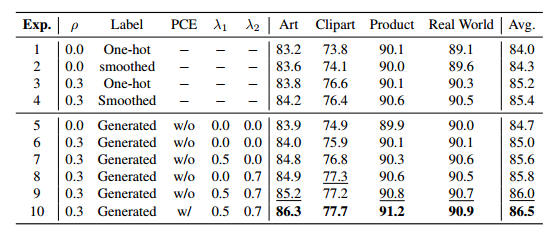 Exp. ρ Label PCE λ1 λ2 Art Clipart Product Real World Avg.
1 0.0 One-hot − − − 83.2 73.8 90.1 89.1 84.0
2 0.0 smoothed − − − 83.6 74.1 90.0 89.6 84.3
3 0.3 One-hot − − − 83.8 76.6 90.1 90.3 85.2
4 0.3 Smoothed − − − 84.2 76.4 90.6 90.5 85.4
5 0.0 Generated w/o 0.0 0.0 83.9 74.9 89.9 90.0 84.7
6 0.3 Generated w/o 0.0 0.0 84.0 75.9 90.1 90.1 85.0
7 0.3 Generated w/o 0.5 0.0 84.8 76.8 90.3 90.6 85.6
8 0.3 Generated w/o 0.0 0.7 84.9 77.3 90.6 90.5 85.8
9 0.3 Generated w/o 0.5 0.7 85.2 77.2 90.8 90.7 86.0
10 0.3 Generated w/ 0.5 0.7 86.3 77.7 91.2 90.9 86.5